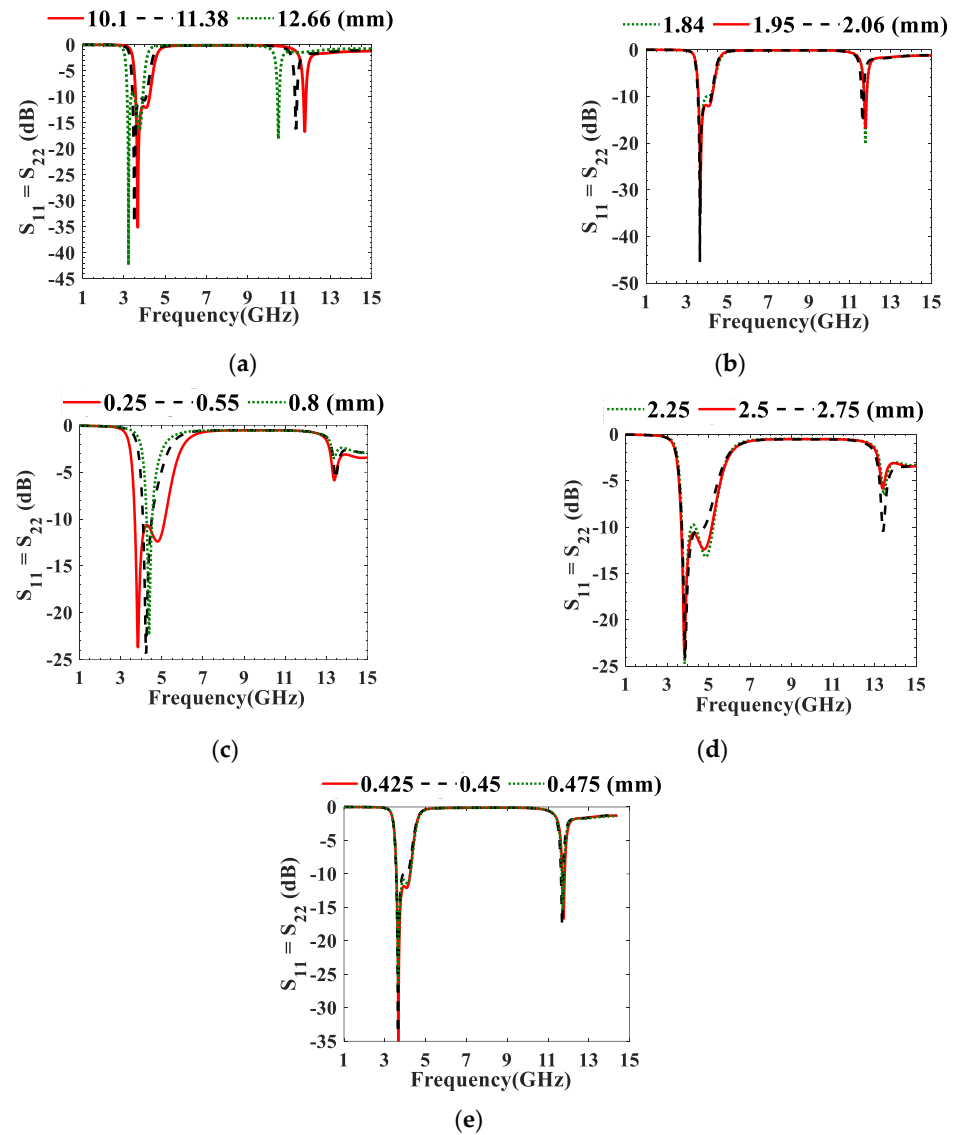 10.1 11.38 12.66 (mm)
0
-5
-10
-15
-20
-25
-30
-35
-40
-45
S11 = S22 (dB)
1 3 5 7 9 11 13 15
Frequency(GHz)
(a)
1.84 1.95 2.06 (mm)
0
-10
-20
-30
-40
-50
S11 = S22 (dB)
1 3 5 7 9 11 13 15
Frequency(GHz)
(b)
0.25 0.55 0.8 (mm)
0
-5
-10
-15
-20
-25
S11 = S22 (dB)
1 3 5 7 9 11 13 15
Frequency(GHz)
(c)
2.25 2.5 2.75 (mm)
0
-5
-10
-15
-20
-25
S11 = S22 (dB)
1 3 5 7 9 11 13 15
Frequency(GHz)
(d)
0.425 0.45 0.475 (mm)
0
-5
-10
-15
-20
-25
-30
-35
S11 = S22 (dB)
1 3 5 7 9 11 13 15
Frequency(GHz)
(e)